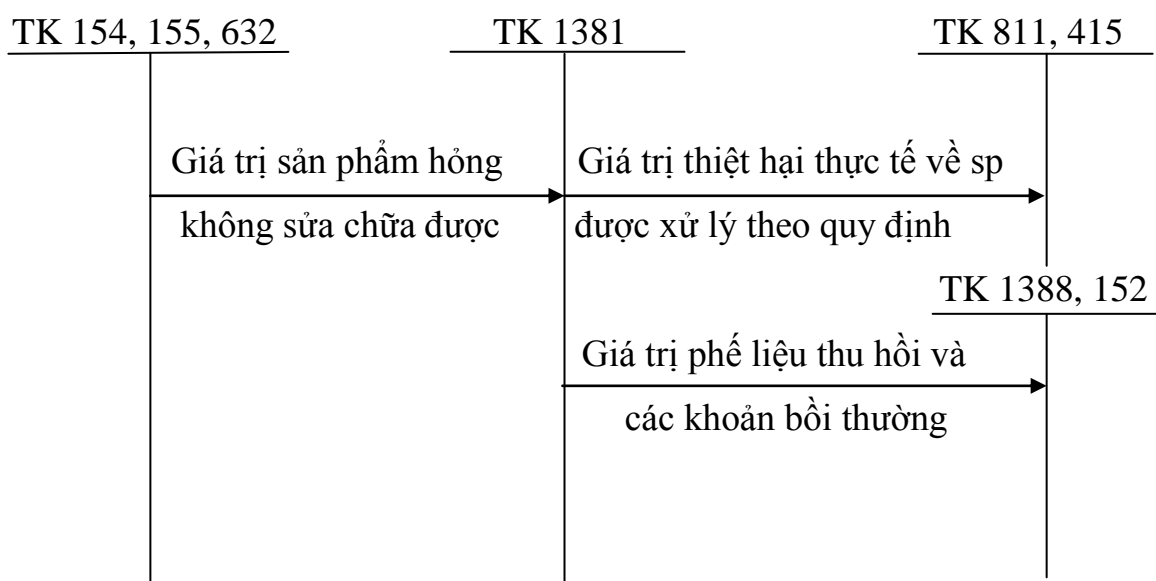 TK 154, 155, 632
TK 1381
TK 811, 415
Giá trị sản phẩm hỏng
không sửa chữa được
Giá trị thiệt hại thực tế về sp
được xử lý theo quy định
TK 1388, 152
Giá trị phế liệu thu hồi và
các khoản bồi thường